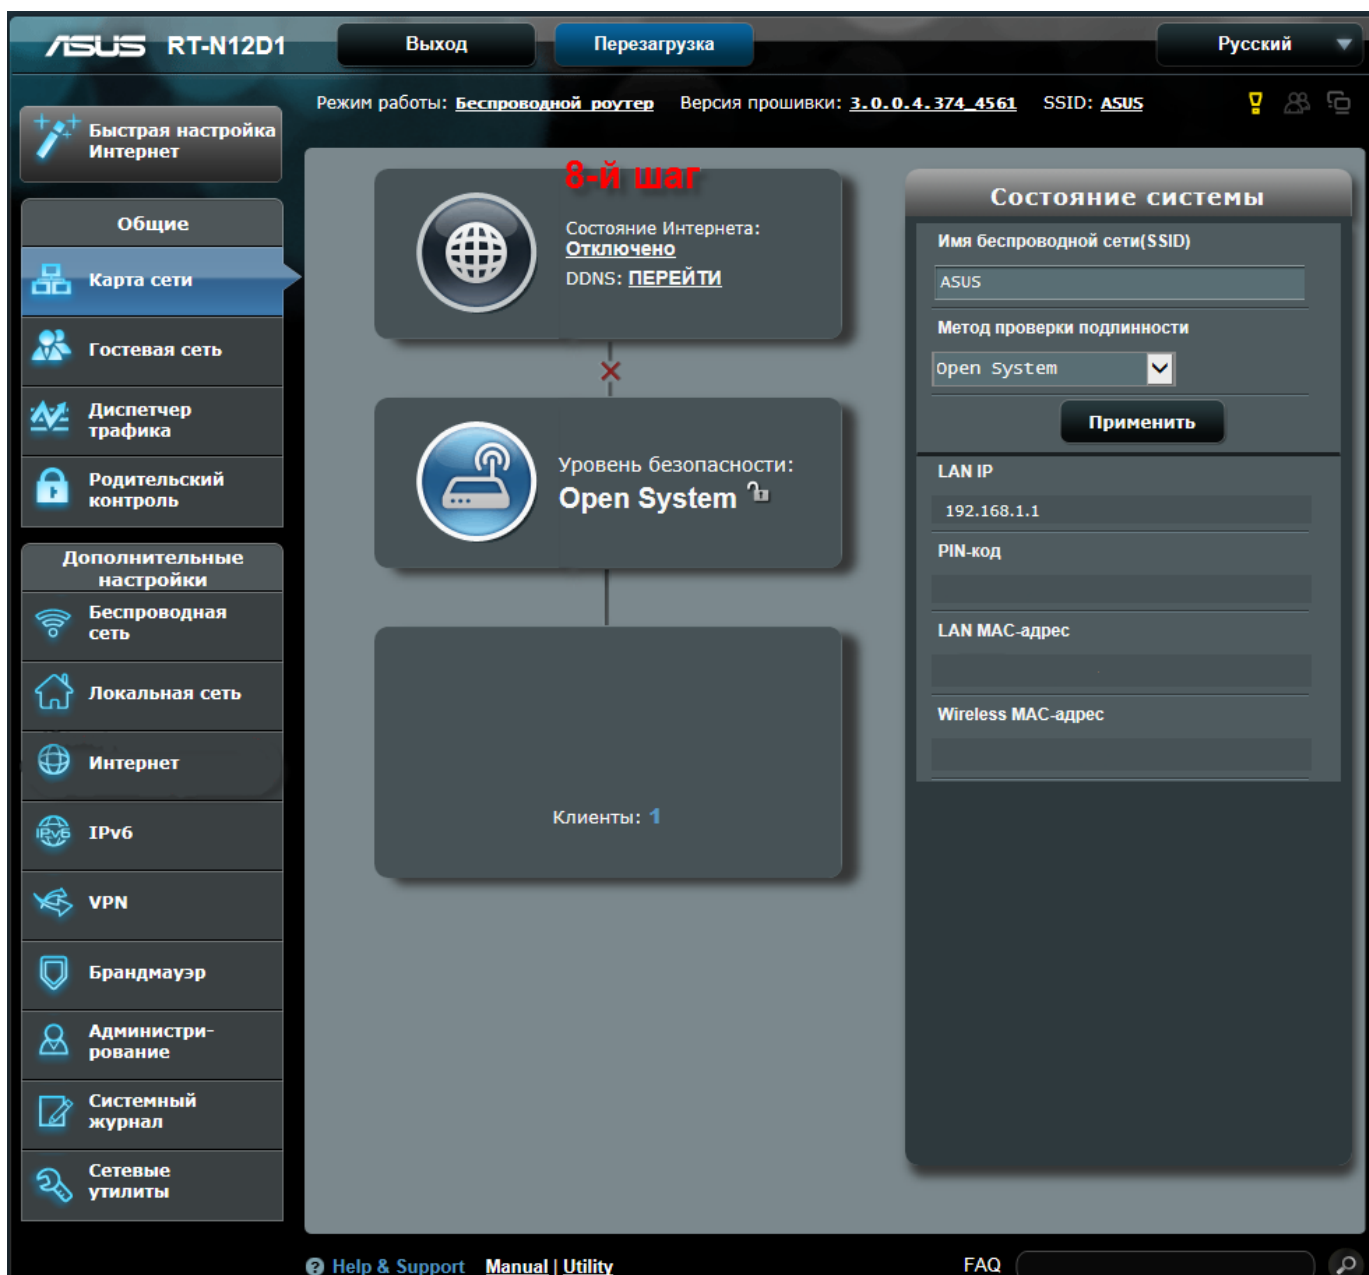 ASUS RT-N12D1
Выход
Перезагрузка
Русский
Режим работы: Беспроводной роутер Версия прошивки: 3.0.0.4.374_4561 SSID: ASUS
Быстрая настройка
Интернет
Общие
Карта сети
Гостевая сеть
Диспетчер
трафика
Родительский
контроль
Дополнительные
настройки
Беспроводная
сеть
Локальная сеть
Интернет
IPv6
IPv6
VPN
Брандмауэр
Администри-
рование
Системный
журнал
Сетевые
утилиты
8-й шаг
Состояние Интернета:
Отключено
DDNS: ПЕРЕЙТИ
Уровень безопасности:
Open System
Клиенты: 1
Состояние системы
Имя беспроводной сети(SSID)
ASUS
Метод проверки подлинности
Open System
Применить
LAN IP
192.168.1.1
PIN-код
LAN MAC-адрес
Wireless MAC-адрес
Help & Support Manual | Utility
FAQ